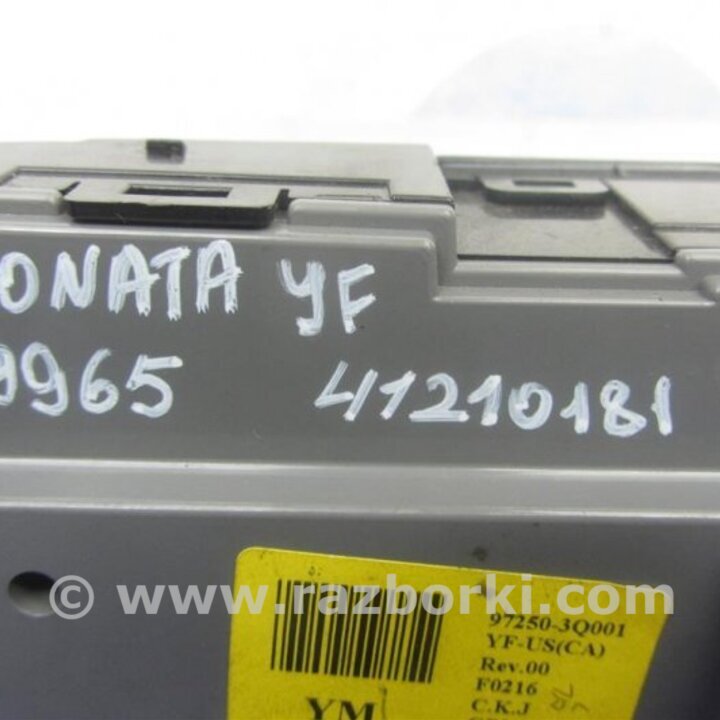 ONATA YF
9965 41210181
© www.razborki.com
97250-3Q001
YF-US(CA)
Rev.00
F0216
C.K.J
YM